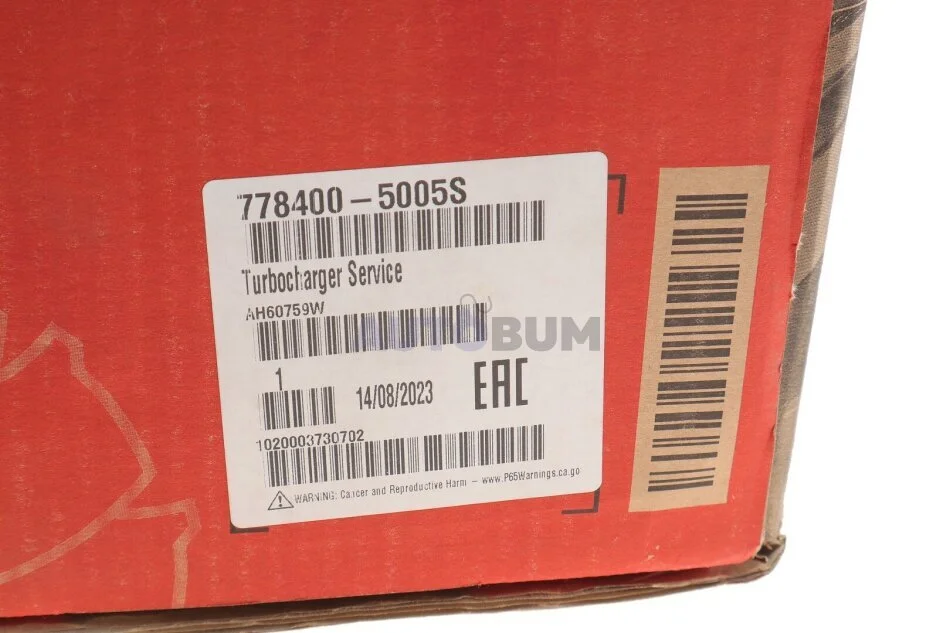 778400-5005S
Turbocharger Service
AH60759W
AUTOBUM
1
14/08/2023
EAC
1020003730702
WARNING: Cancer and Reproductive Harm - www.P65Warnings.ca.go